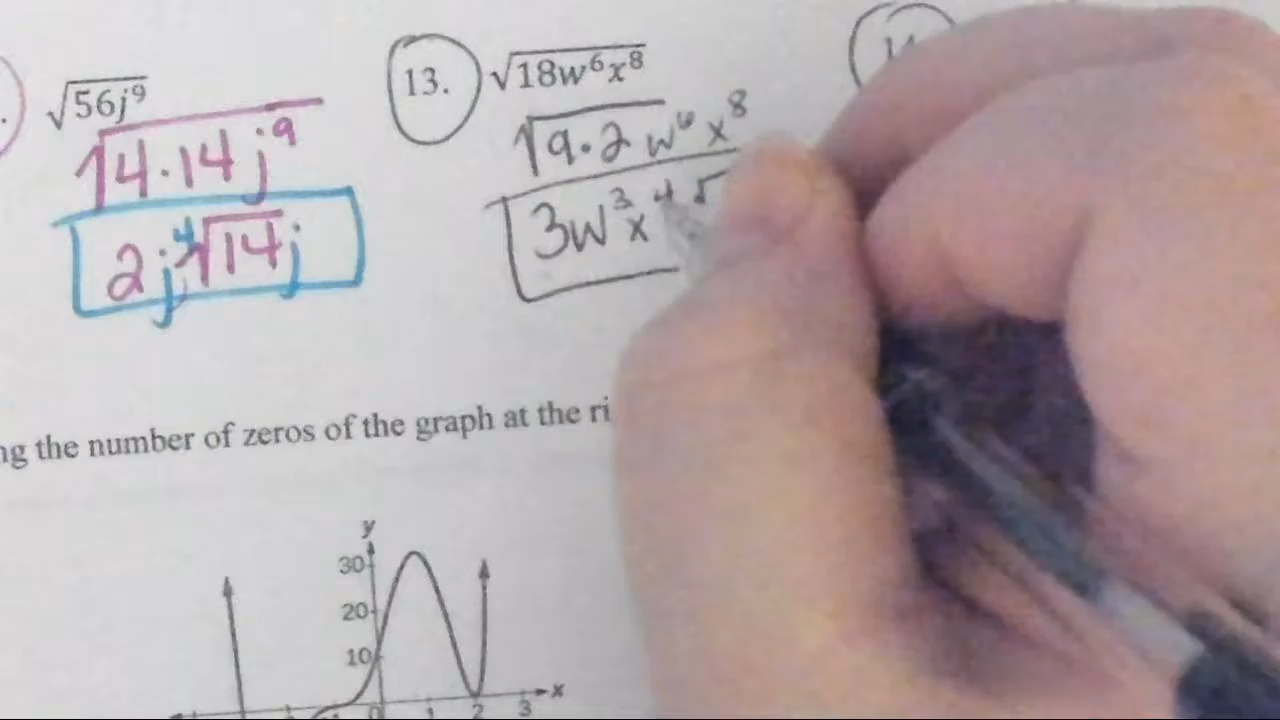 √56j⁹
13. √18w⁶x⁸
√4·14j⁹
√9·2w⁶x⁸
2j⁴√14j
3w³x⁴√
ng the number of zeros of the graph at the ri
y
30
20
10
0 1 2 3 x